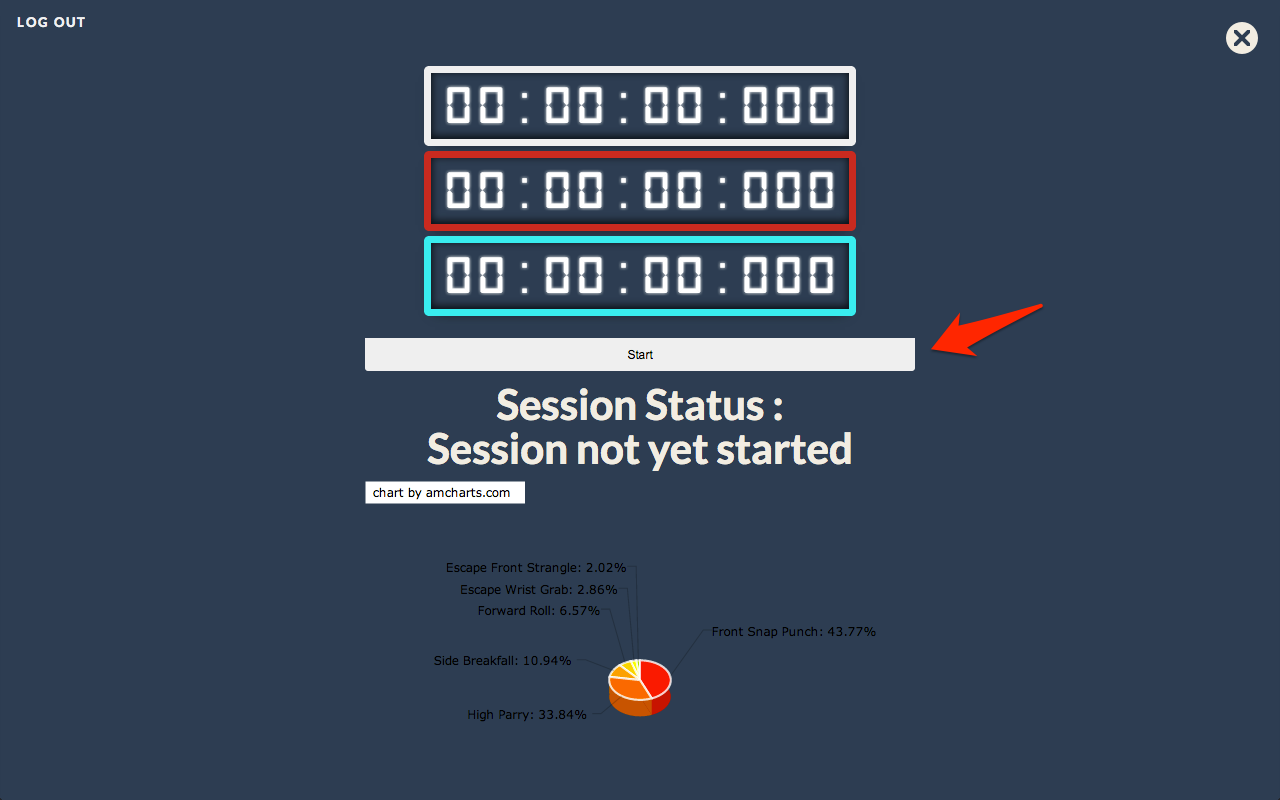 LOG OUT
00:00:00:000
00:00:00:000
00:00:00:000
Start
Session Status :
Session not yet started
chart by amcharts.com
Escape Front Strangle: 2.02%
Escape Wrist Grab: 2.86%
Forward Roll: 6.57%
Front Snap Punch: 43.77%
Side Breakfall: 10.94%
High Parry: 33.84%